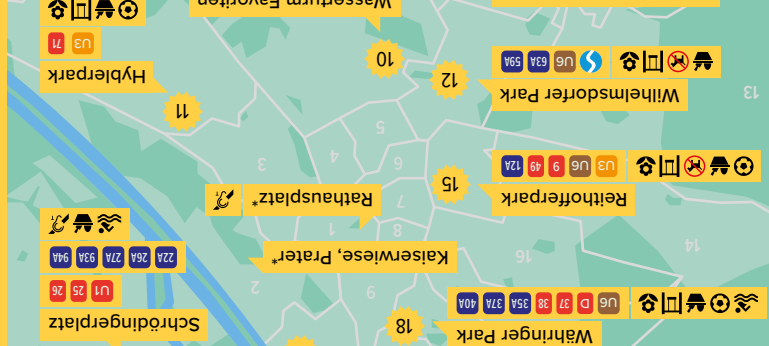 Währinger Park
18
U6 D 37 38 35A 37A 40A
Schrödingerplatz
U1 25 26
22A 26A 27A 93A 94A
9
2
Kaiserwiese, Prater*
16
14
8
1
7
Rathausplatz*
Reithofferpark
15
U3 U6 9 49 12A
6
3
4
5
11
Wilhelmsdorfer Park
12
U6 63A 59A
13
10
Hyblerpark
U3 71
Wasserturm Favoriten